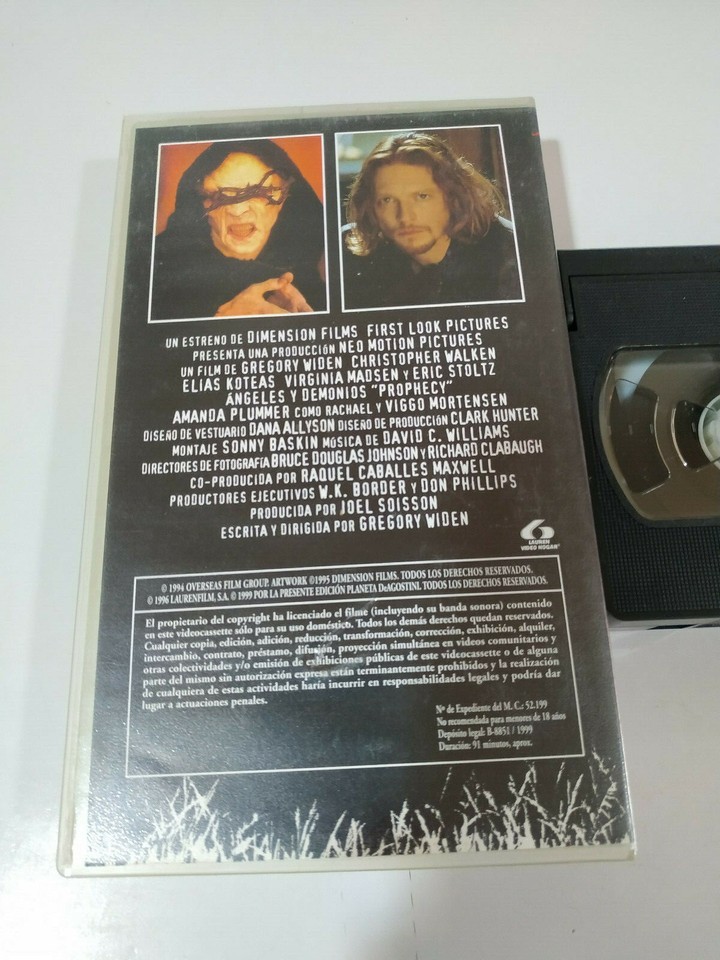 UN ESTRENO DE DIMENSION FILMS FIRST LOOK PICTURES
PRESENTA UNA PRODUCCIÓN NEO MOTION PICTURES
UN FILM DE GREGORY WIDEN CHRISTOPHER WALKEN
ELIAS KOTEAS VIRGINIA MADSEN Y ERIC STOLTZ
ÁNGELES Y DEMONIOS "PROPHECY"
AMANDA PLUMMER COMO RACHAEL Y VIGGO MORTENSEN
DISEÑO DE VESTUARIO DANA ALLYSON DISEÑO DE PRODUCCIÓN CLARK HUNTER
MONTAJE SONNY BASKIN MÚSICA DE DAVID C. WILLIAMS
DIRECTORES DE FOTOGRAFÍA BRUCE DOUGLAS JOHNSON Y RICHARD CLABAUGH
CO-PRODUCIDA POR RAQUEL CABALLES MAXWELL
PRODUCTORES EJECUTIVOS W.K. BORDER Y DON PHILLIPS
PRODUCIDA POR JOEL SOISSON
ESCRITA Y DIRIGIDA POR GREGORY WIDEN
LAUREN
VIDEO HOGAR
© 1994 OVERSEAS FILM GROUP. ARTWORK ©1995 DIMENSION FILMS. TODOS LOS DERECHOS RESERVADOS.
© 1996 LAURENFILM, S.A. © 1999 POR LA PRESENTE EDICIÓN PLANETA DeAGOSTINI. TODOS LOS DERECHOS RESERVADOS.
El propietario del copyright ha licenciado el filme (incluyendo su banda sonora) contenido
en este videocassette sólo para su uso doméstico. Todos los demás derechos quedan reservados.
Cualquier copia, edición, adición, reducción, transformación, corrección, exhibición, alquiler,
intercambio, contrato, préstamo, difusión, proyección simultánea en videos comunitarios y
otras colectividades y/o emisión de exhibiciones públicas de este videocassette o de alguna
parte del mismo sin autorización expresa están terminantemente prohibidos y la realización
de cualquiera de estas actividades haría incurrir en responsabilidades legales y podría dar
lugar a actuaciones penales.
Nº de Expediente del M. C.: 52.199
No recomendada para menores de 18 años
Depósito legal: B-8851 / 1999
Duración: 91 minutos, aprox.